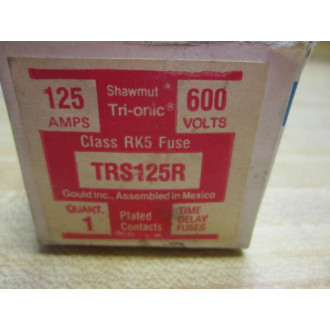 125 AMPS
Shawmut®
Tri-onic®
600 VOLTS
Class RK5 Fuse
TRS125R
Gould Inc., Assembled in Mexico
QUANT. 1
Plated Contacts
TIME DELAY FUSES